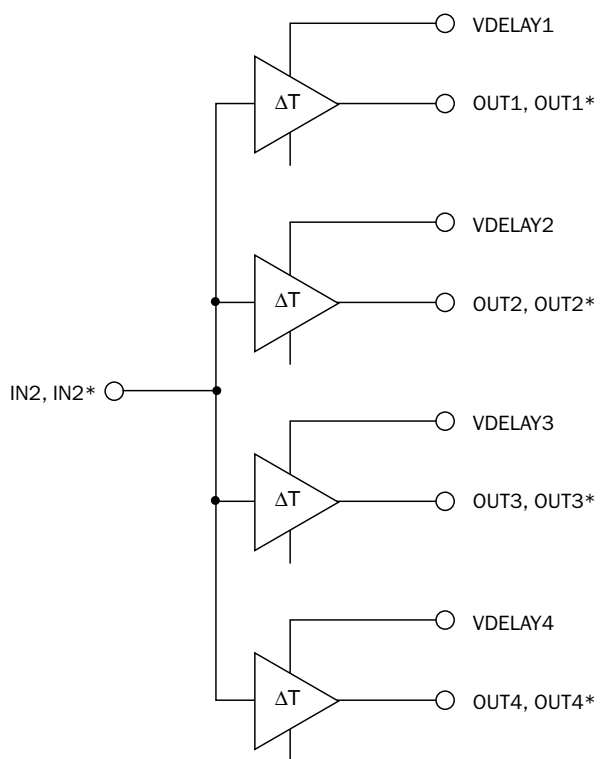 VDELAY1
ΔT
OUT1, OUT1*
VDELAY2
ΔT
OUT2, OUT2*
IN2, IN2*
VDELAY3
ΔT
OUT3, OUT3*
VDELAY4
ΔT
OUT4, OUT4*